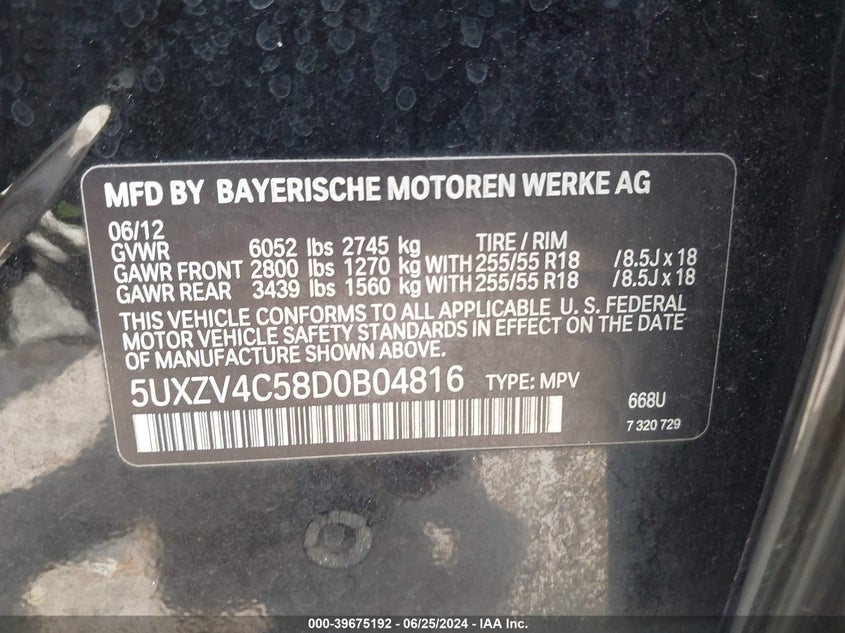 MFD BY BAYERISCHE MOTOREN WERKE AG
06/12
GVWR 6052 lbs 2745 kg TIRE / RIM
GAWR FRONT 2800 lbs 1270 kg WITH 255/55 R18 /8.5J x 18
GAWR REAR 3439 lbs 1560 kg WITH 255/55 R18 /8.5J x 18
THIS VEHICLE CONFORMS TO ALL APPLICABLE U. S. FEDERAL
MOTOR VEHICLE SAFETY STANDARDS IN EFFECT ON THE DATE
OF MANUFACTURE SHOWN ABOVE.
5UXZV4C58D0B04816 TYPE: MPV
668U
7 320 729
000-39675192 - 06/25/2024 - IAA Inc.